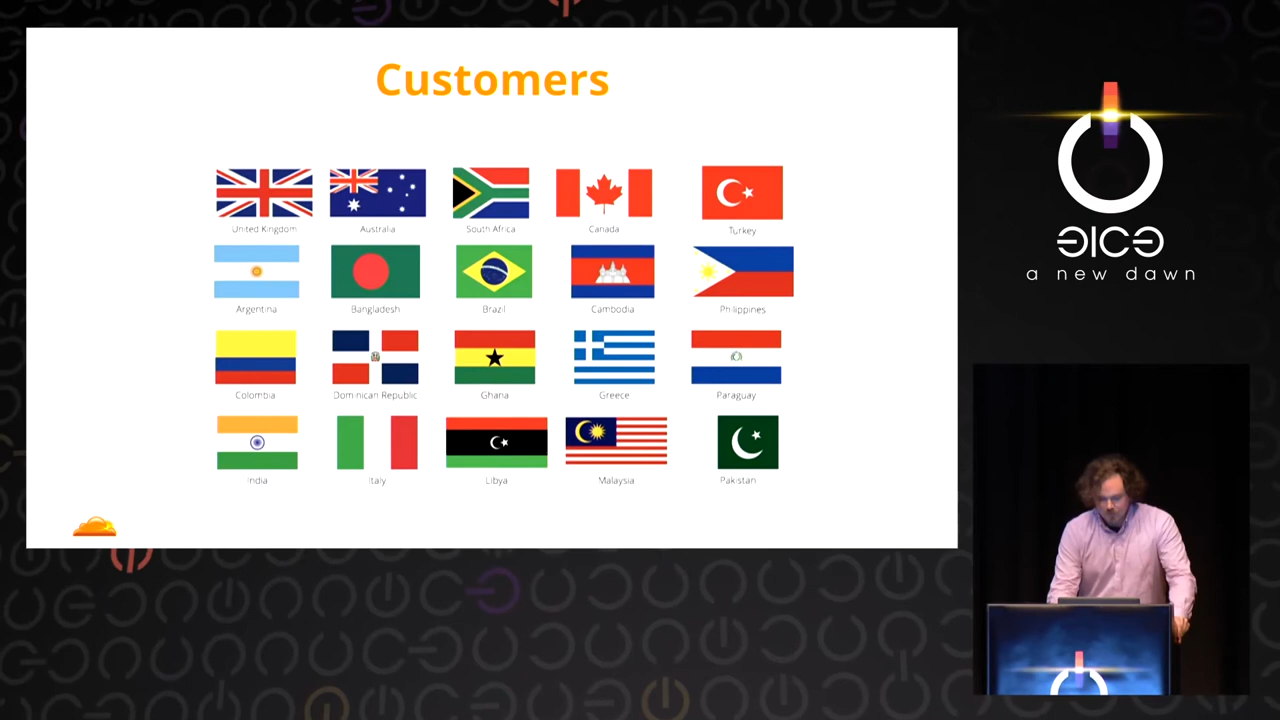 Customers
United Kingdom
Australia
South Africa
Canada
Turkey
Argentina
Bangladesh
Brazil
Cambodia
Philippines
Colombia
Dominican Republic
Ghana
Greece
Paraguay
India
Italy
Libya
Malaysia
Pakistan
a new dawn